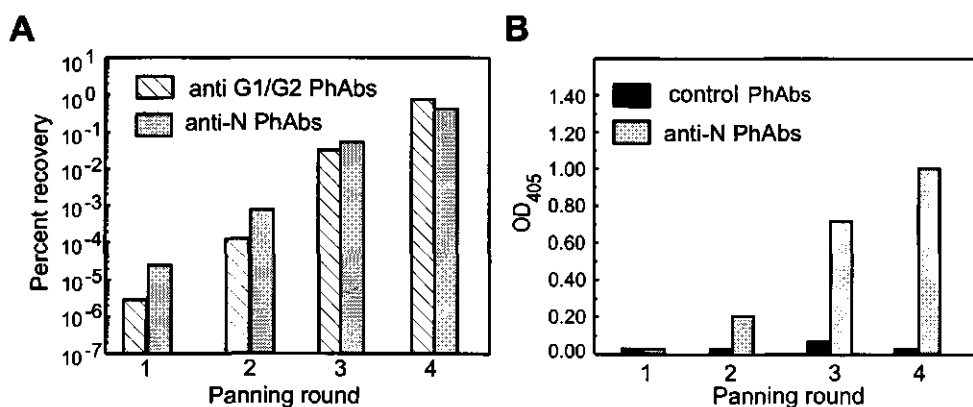 A
Percent recovery
10^1
10^0
10^-1
10^-2
10^-3
10^-4
10^-5
10^-6
10^-7
anti G1/G2 PhAbs
anti-N PhAbs
1 2 3 4
Panning round
B
OD405
1.40
1.20
1.00
0.80
0.60
0.40
0.20
0.00
control PhAbs
anti-N PhAbs
1 2 3 4
Panning round